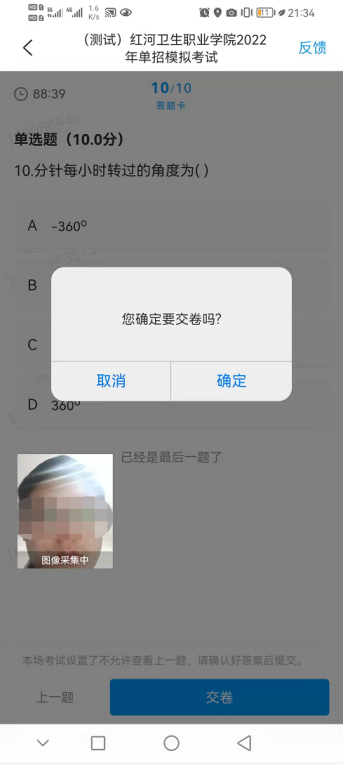 1.6
K/s
21:34
（测试）红河卫生职业学院2022
年单招模拟考试
反馈
88:39
10/10
答题卡
单选题（10.0分）
10.分针每小时转过的角度为( )
A -360º
B
您确定要交卷吗?
C
取消
确定
D 360º
已经是最后一题了
图像采集中
本场考试设置了不允许查看上一题，请确认好答案后提交。
上一题
交卷